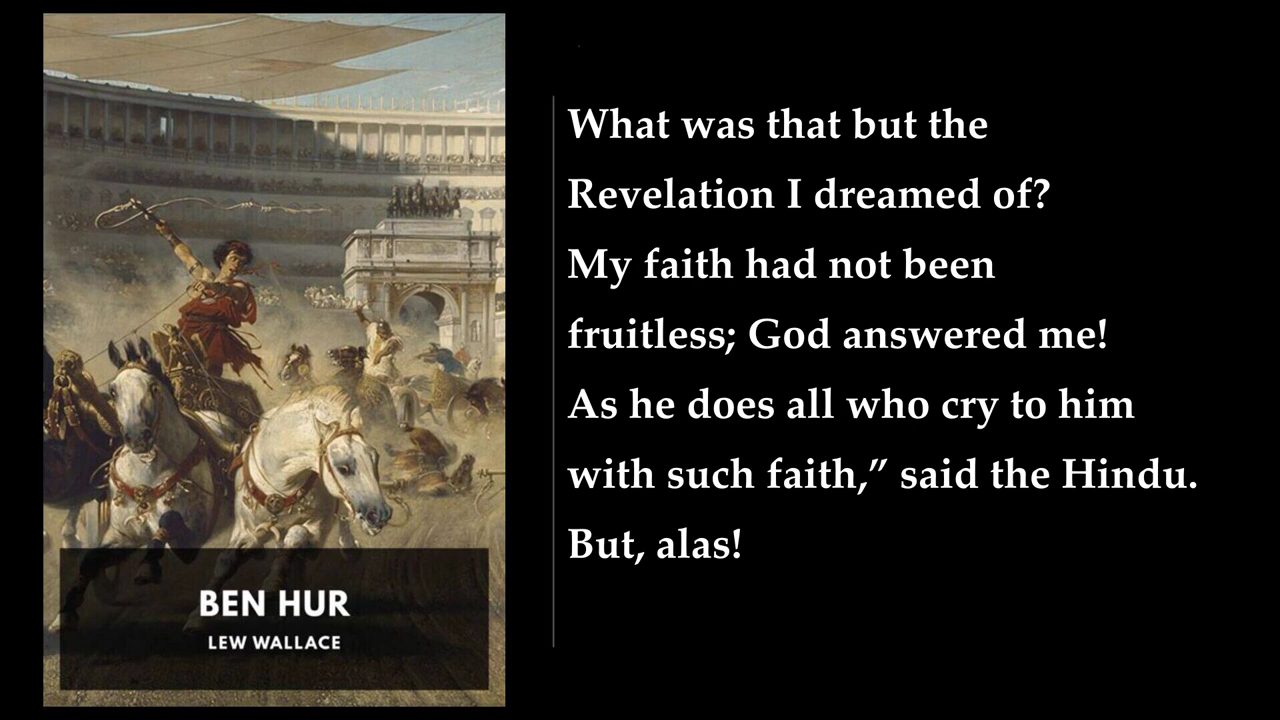 BEN HUR
LEW WALLACE
What was that but the
Revelation I dreamed of?
My faith had not been
fruitless; God answered me!
As he does all who cry to him
with such faith,” said the Hindu.
But, alas!